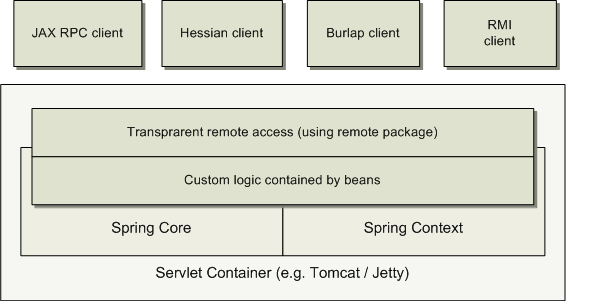 JAX RPC client
Hessian client
Burlap client
RMI
client
Transprarent remote access (using remote package)
Custom logic contained by beans
Spring Core
Spring Context
Servlet Container (e.g. Tomcat / Jetty)